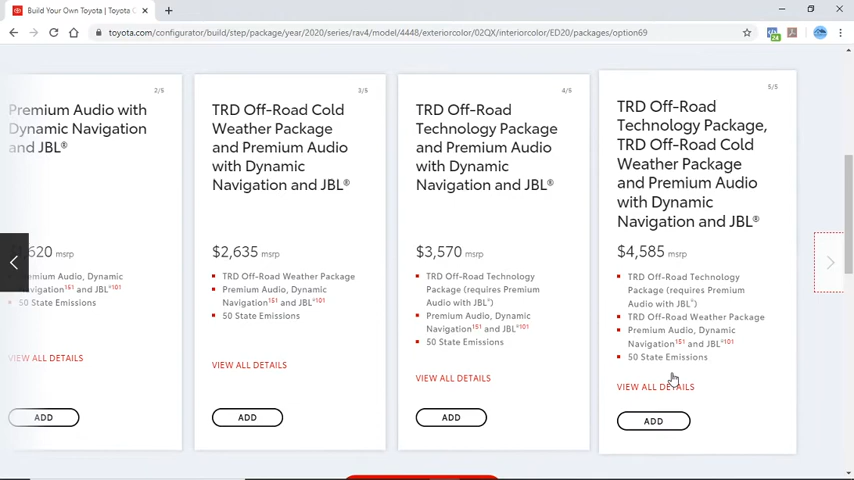 Build Your Own Toyota | Toyota C
toyota.com/configurator/build/step/package/year/2020/series/rav4/model/4448/exteriorcolor/02QX/interiorcolor/ED20/packages/option69
24
2/5
Premium Audio with
Dynamic Navigation
and JBL®
620 msrp
Premium Audio, Dynamic
Navigation151 and JBL®101
50 State Emissions
VIEW ALL DETAILS
ADD
3/5
TRD Off-Road Cold
Weather Package
and Premium Audio
with Dynamic
Navigation and JBL®
$2,635 msrp
TRD Off-Road Weather Package
Premium Audio, Dynamic
Navigation151 and JBL®101
50 State Emissions
VIEW ALL DETAILS
ADD
4/5
TRD Off-Road
Technology Package
and Premium Audio
with Dynamic
Navigation and JBL®
$3,570 msrp
TRD Off-Road Technology
Package (requires Premium
Audio with JBL®)
Premium Audio, Dynamic
Navigation151 and JBL®101
50 State Emissions
VIEW ALL DETAILS
ADD
5/5
TRD Off-Road
Technology Package,
TRD Off-Road Cold
Weather Package
and Premium Audio
with Dynamic
Navigation and JBL®
$4,585 msrp
TRD Off-Road Technology
Package (requires Premium
Audio with JBL®)
TRD Off-Road Weather Package
Premium Audio, Dynamic
Navigation151 and JBL®101
50 State Emissions
VIEW ALL DETAILS
ADD